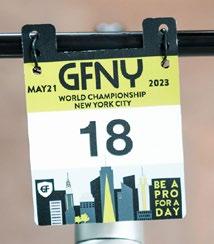 GFNY
MAY21 2023
WORLD CHAMPIONSHIP
NEW YORK CITY
18
BE A
PRO
FOR A
DAY